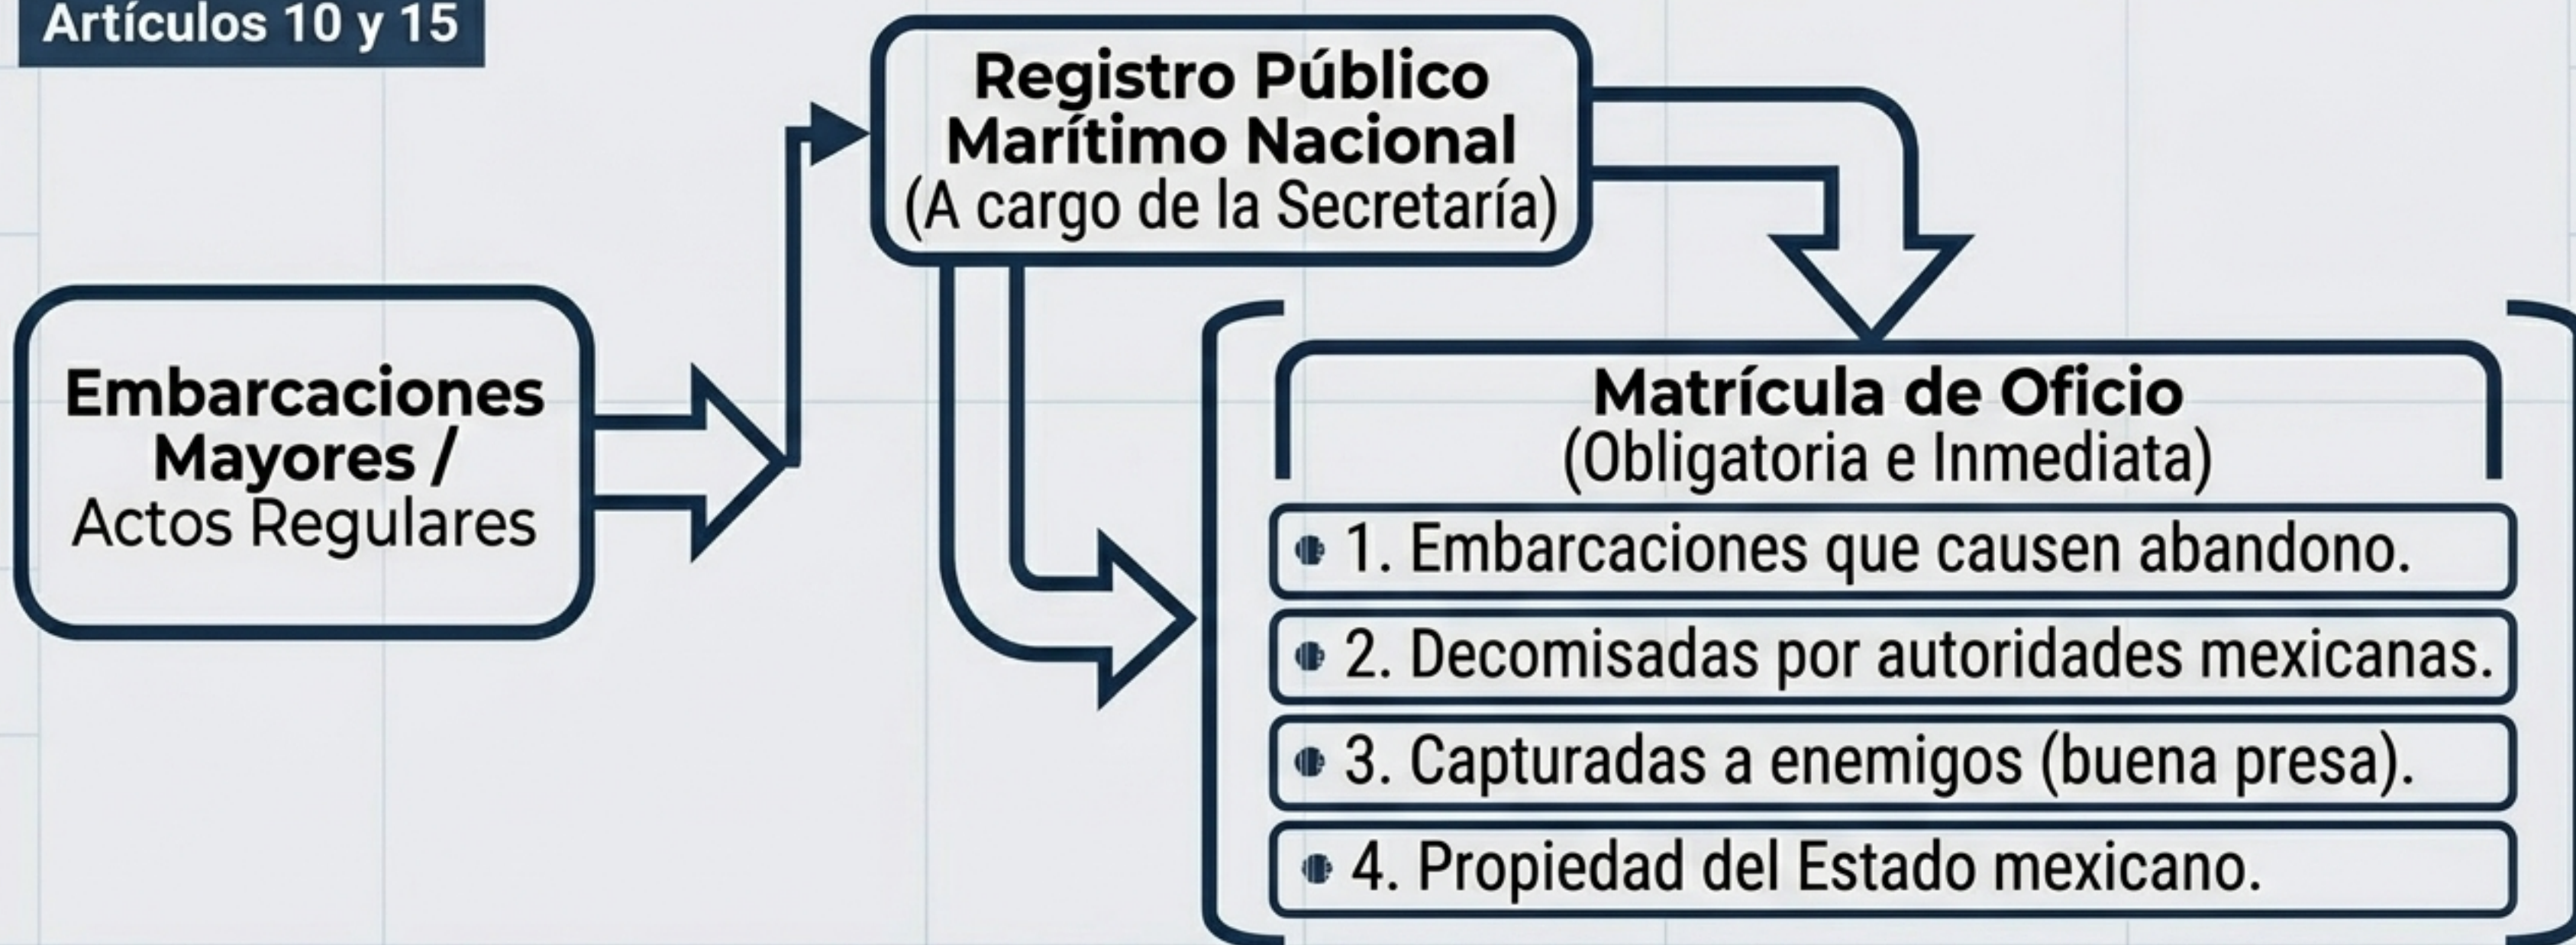 Artículos 10 y 15
Registro Público
Marítimo Nacional
(A cargo de la Secretaría)
Embarcaciones
Mayores /
Actos Regulares
Matrícula de Oficio
(Obligatoria e Inmediata)
1. Embarcaciones que causen abandono.
2. Decomisadas por autoridades mexicanas.
3. Capturadas a enemigos (buena presa).
4. Propiedad del Estado mexicano.